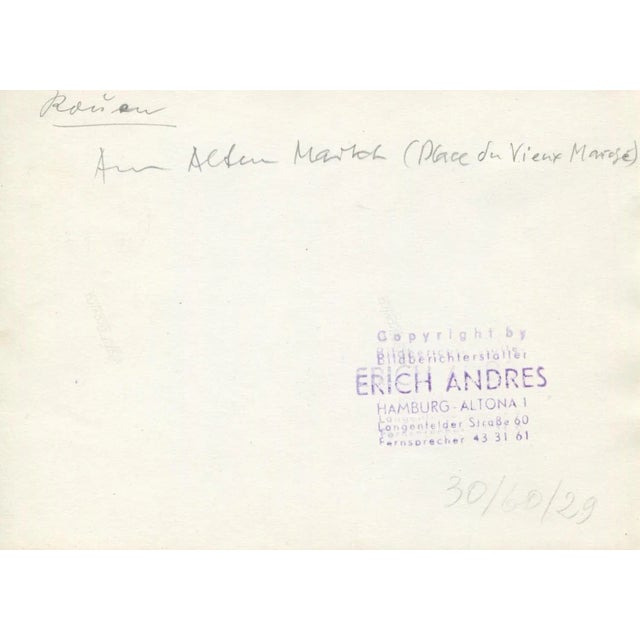 Rouen
Am Alten Markt (Place du Vieux Marché)
Copyright by
Bildberichterstatter
ERICH ANDRES
HAMBURG-ALTONA 1
Langenfelder Straße 60
Fernsprecher 43 31 61
30/60/29